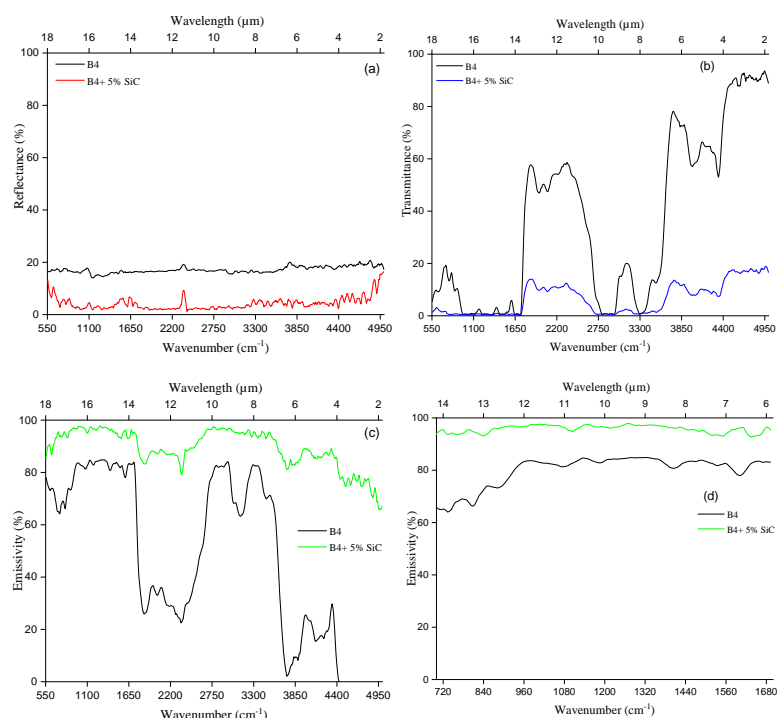 Wavelength (μm)
18 16 14 12 10 8 6 4 2
100
80
60
40
20
0
Reflectance (%)
B4
B4+ 5% SiC
(a)
550 1100 1650 2200 2750 3300 3850 4400 4950
Wavenumber (cm-1)
Wavelength (μm)
18 16 14 12 10 8 6 4 2
100
80
60
40
20
0
Transmittance (%)
B4
B4+ 5% SiC
(b)
550 1100 1650 2200 2750 3300 3850 4400 4950
Wavenumber (cm-1)
Wavelength (μm)
18 16 14 12 10 8 6 4 2
100
80
60
40
20
0
Emissivity (%)
(c)
B4
B4+ 5% SiC
550 1100 1650 2200 2750 3300 3850 4400 4950
Wavenumber (cm-1)
Wavelength (μm)
14 13 12 11 10 9 8 7 6
100
80
60
40
20
0
Emissivity (%)
(d)
B4
B4+ 5% SiC
720 840 960 1080 1200 1320 1440 1560 1680
Wavenumber (cm-1)